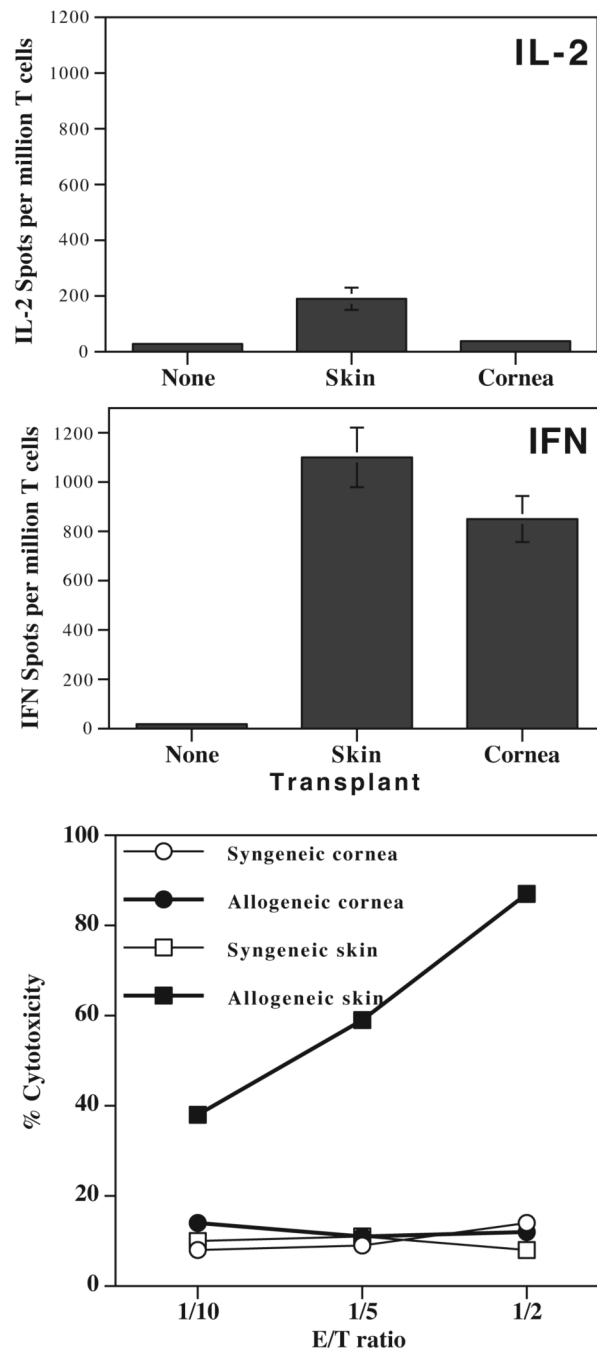 IL-2
IL-2 Spots per million T cells
1200
1000
800
600
400
200
0
None Skin Cornea
IFN
IFN Spots per million T cells
1200
1000
800
600
400
200
0
None Skin Cornea
Transplant
% Cytotoxicity
100
80
60
40
20
0
Syngeneic cornea
Allogeneic cornea
Syngeneic skin
Allogeneic skin
1/10 1/5 1/2
E/T ratio